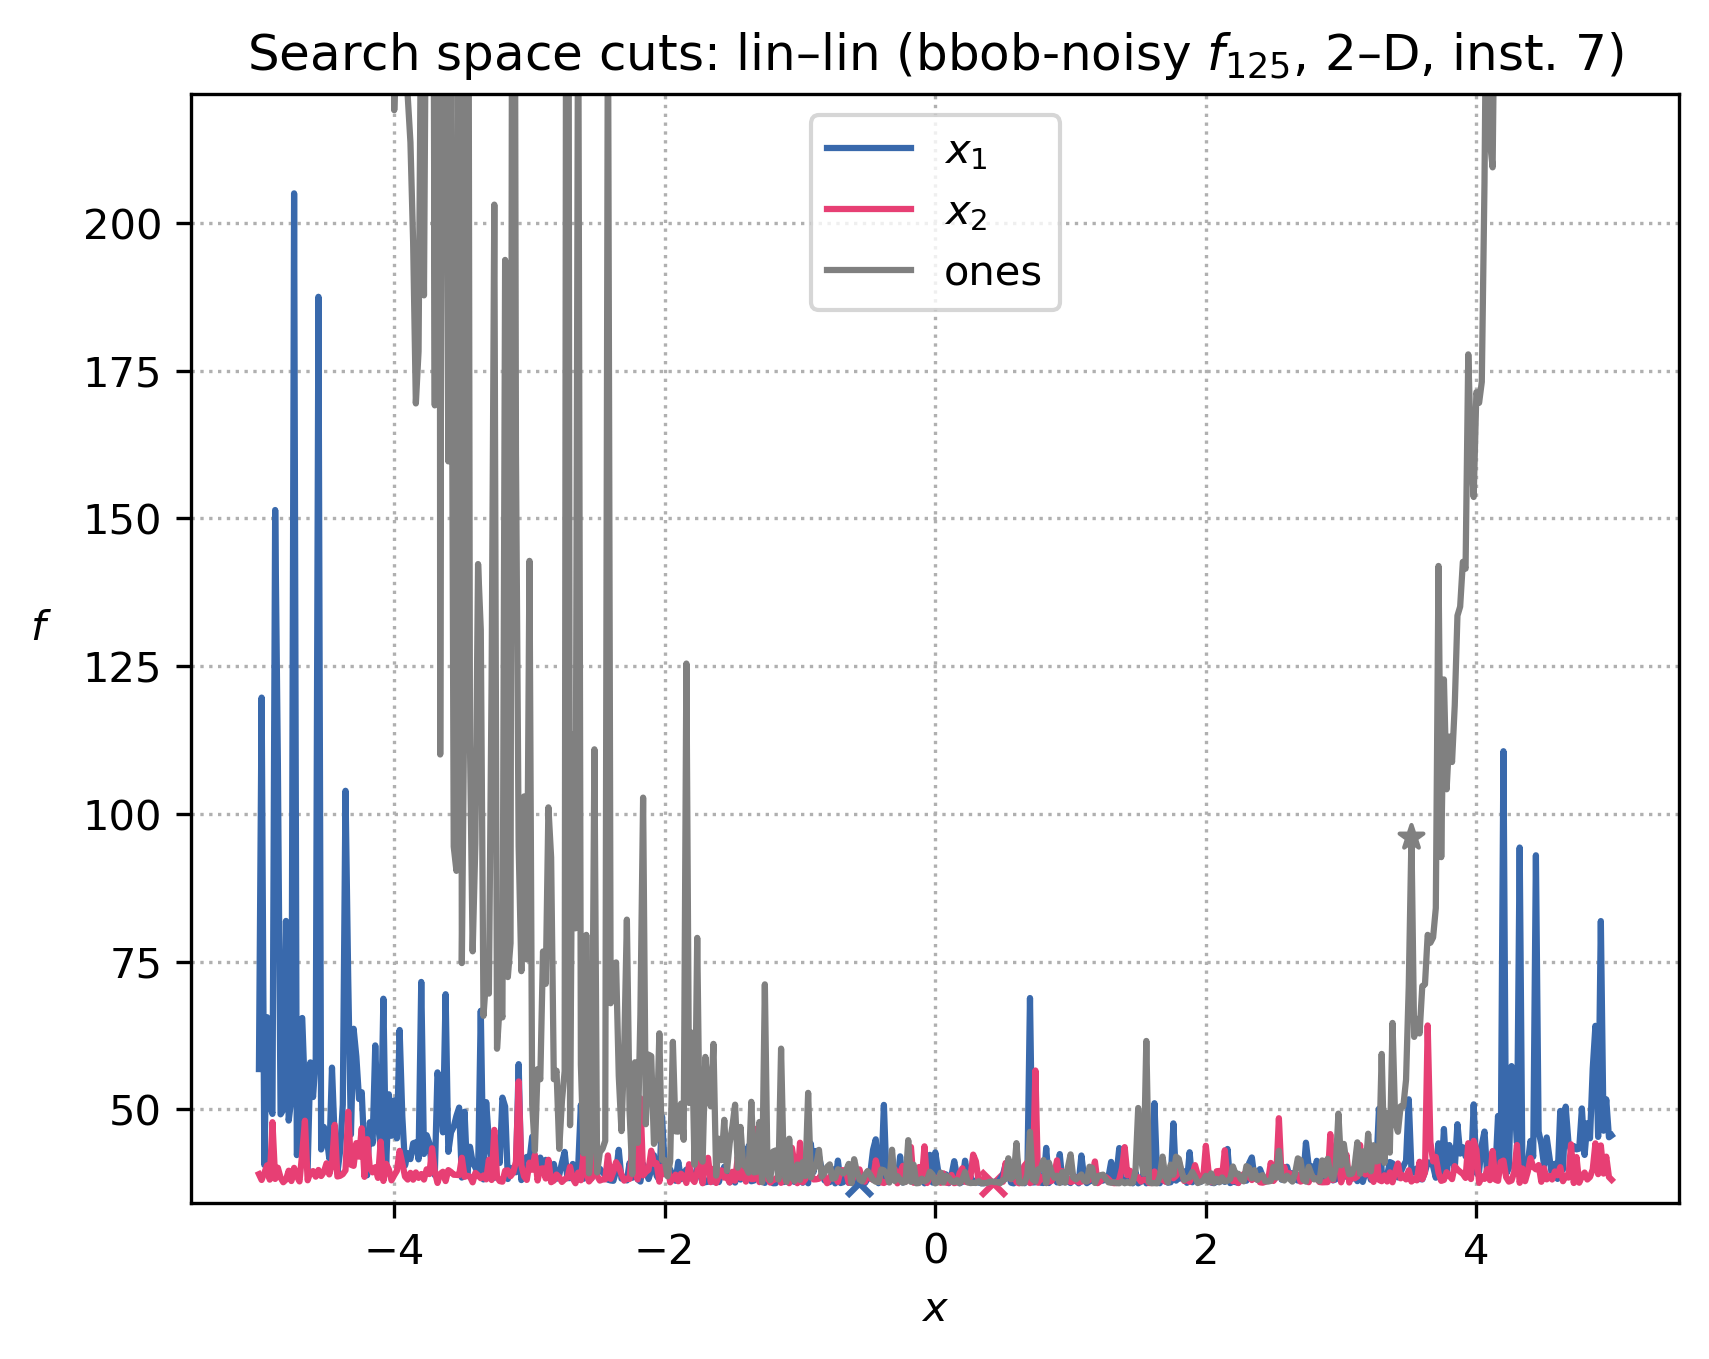 Search space cuts: lin–lin (bbob-noisy f₁₂₅, 2–D, inst. 7)
x₁
x₂
ones
200
175
150
125
100
75
50
f
−4 −2 0 2 4
x